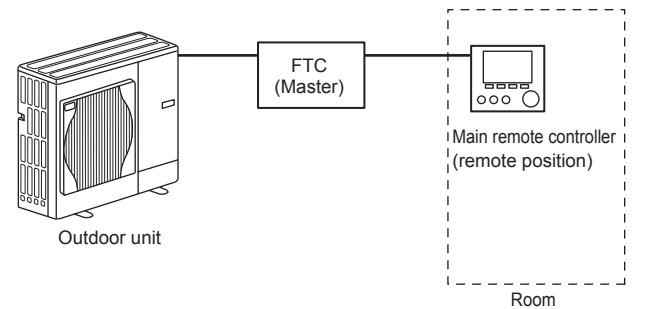 FTC
(Master)
Main remote controller
(remote position)
Outdoor unit
Room